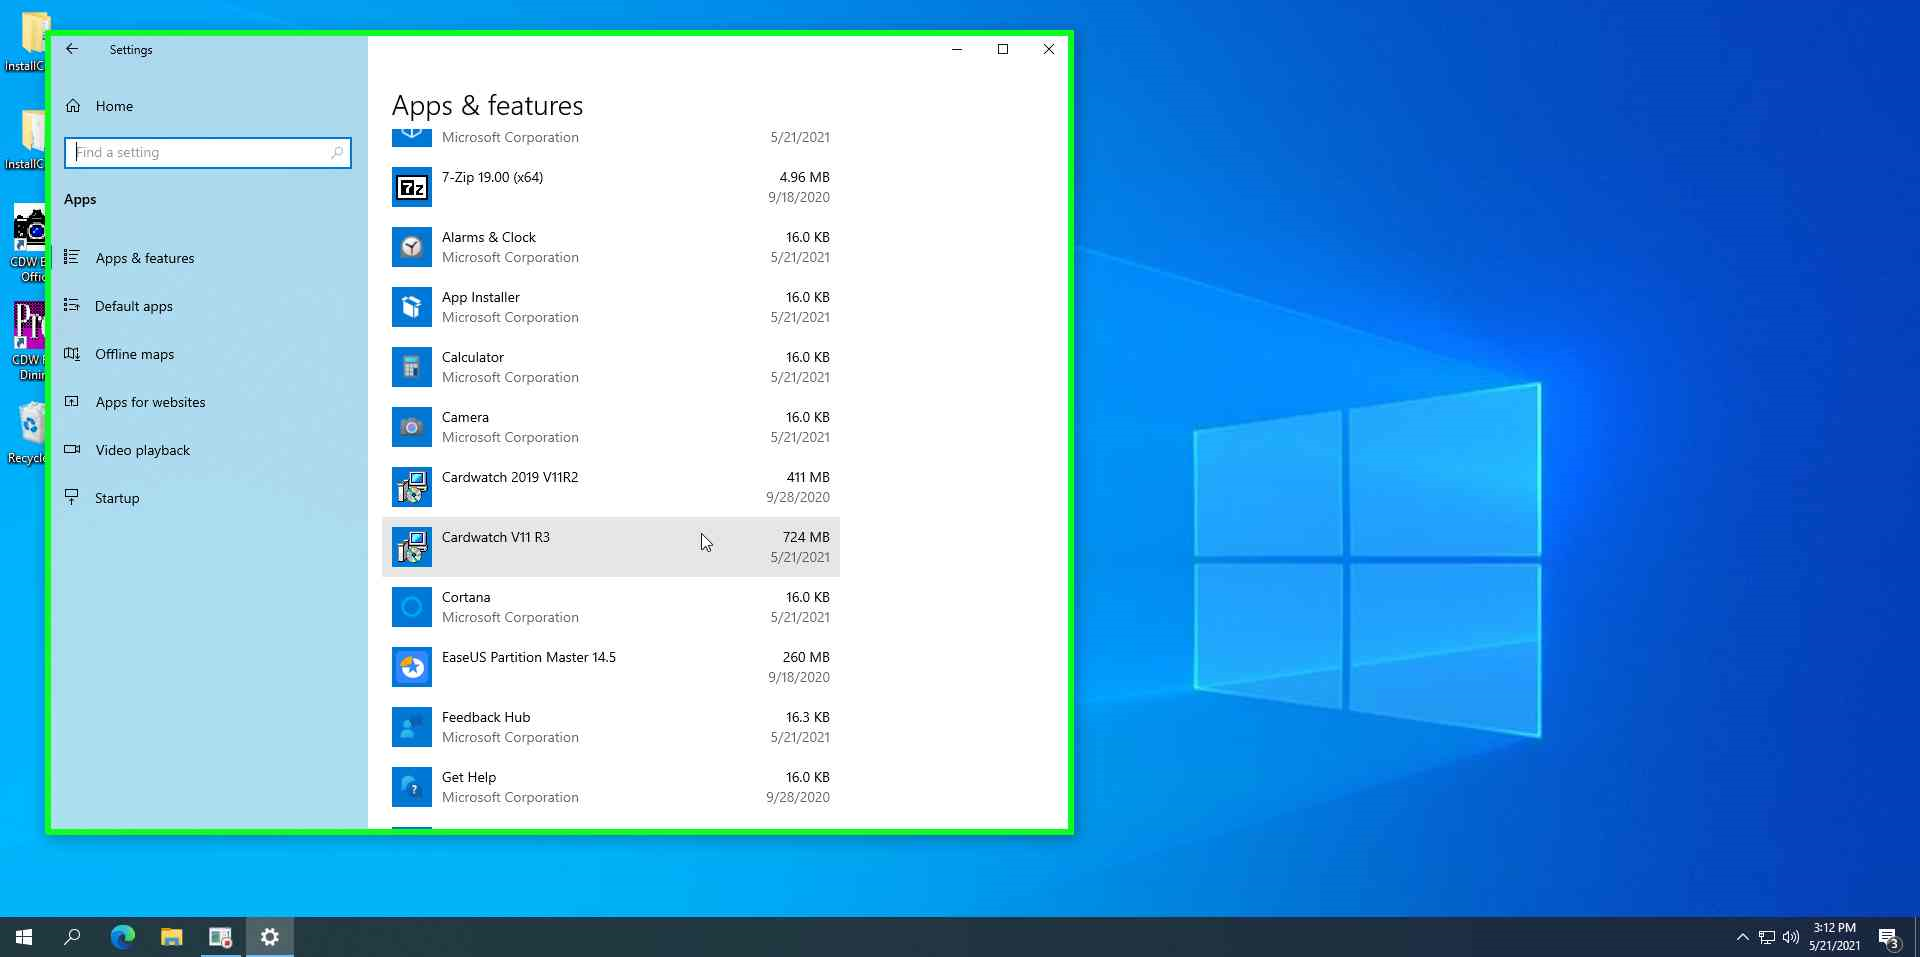 InstallC
InstallC
CDW B
Offic
CDW F
Dinin
Recycle
Settings
Home
Find a setting
Apps
Apps & features
Default apps
Offline maps
Apps for websites
Video playback
Startup
Apps & features
Microsoft Corporation 5/21/2021
7-Zip 19.00 (x64) 4.96 MB
9/18/2020
Alarms & Clock 16.0 KB
Microsoft Corporation 5/21/2021
App Installer 16.0 KB
Microsoft Corporation 5/21/2021
Calculator 16.0 KB
Microsoft Corporation 5/21/2021
Camera 16.0 KB
Microsoft Corporation 5/21/2021
Cardwatch 2019 V11R2 411 MB
9/28/2020
Cardwatch V11 R3 724 MB
5/21/2021
Cortana 16.0 KB
Microsoft Corporation 5/21/2021
EaseUS Partition Master 14.5 260 MB
9/18/2020
Feedback Hub 16.3 KB
Microsoft Corporation 5/21/2021
Get Help 16.0 KB
Microsoft Corporation 9/28/2020
3:12 PM
5/21/2021
3